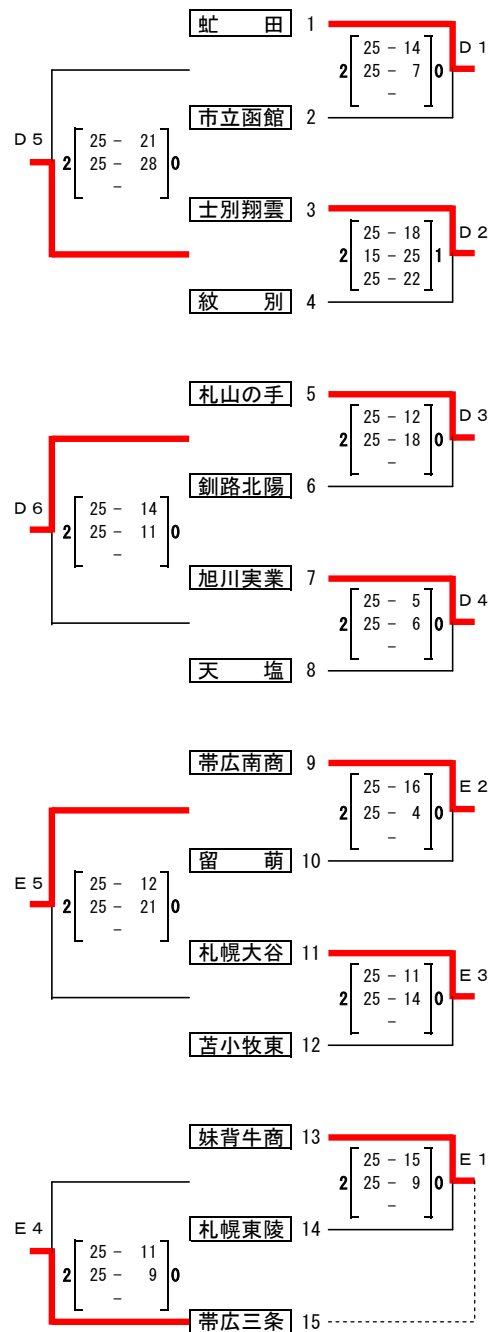 虻　田 1
25 - 14 D 1
2 25 - 7 0
-
市立函館 2
D 5
25 - 21
2 25 - 28 0
-
士別翔雲 3
25 - 18 D 2
2 15 - 25 1
25 - 22
紋　別 4
札山の手 5
25 - 12 D 3
2 25 - 18 0
-
釧路北陽 6
D 6
25 - 14
2 25 - 11 0
-
旭川実業 7
25 - 5 D 4
2 25 - 6 0
-
天　塩 8
帯広南商 9
25 - 16 E 2
2 25 - 4 0
-
留　萌 10
E 5
25 - 12
2 25 - 21 0
-
札幌大谷 11
25 - 11 E 3
2 25 - 14 0
-
苫小牧東 12
妹背牛商 13
25 - 15 E 1
2 25 - 9 0
-
札幌東陵 14
E 4
25 - 11
2 25 - 9 0
-
帯広三条 15